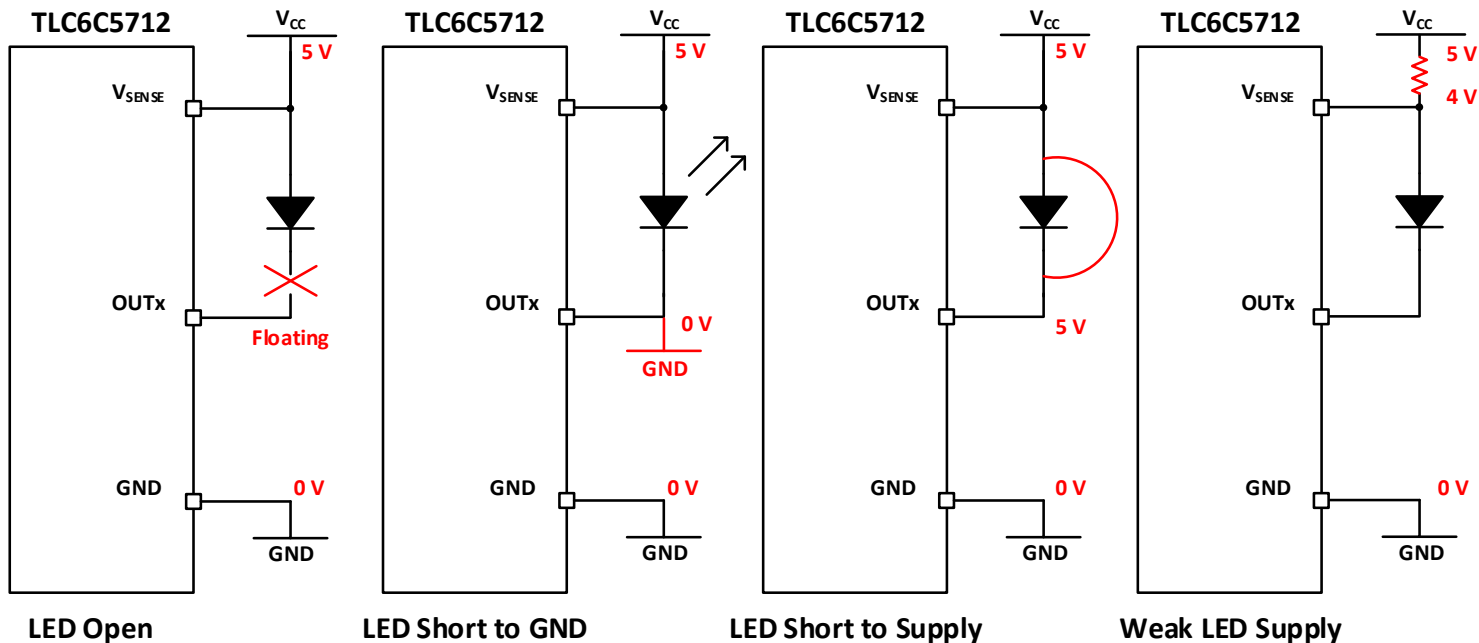 TLC6C5712
VCC
5 V
VSENSE
OUTx
Floating
GND
0 V
GND
LED Open
TLC6C5712
VCC
5 V
VSENSE
OUTx
0 V
GND
GND
0 V
GND
LED Short to GND
TLC6C5712
VCC
5 V
VSENSE
OUTx
5 V
GND
0 V
GND
LED Short to Supply
TLC6C5712
VCC
5 V
4 V
VSENSE
OUTx
GND
0 V
GND
Weak LED Supply